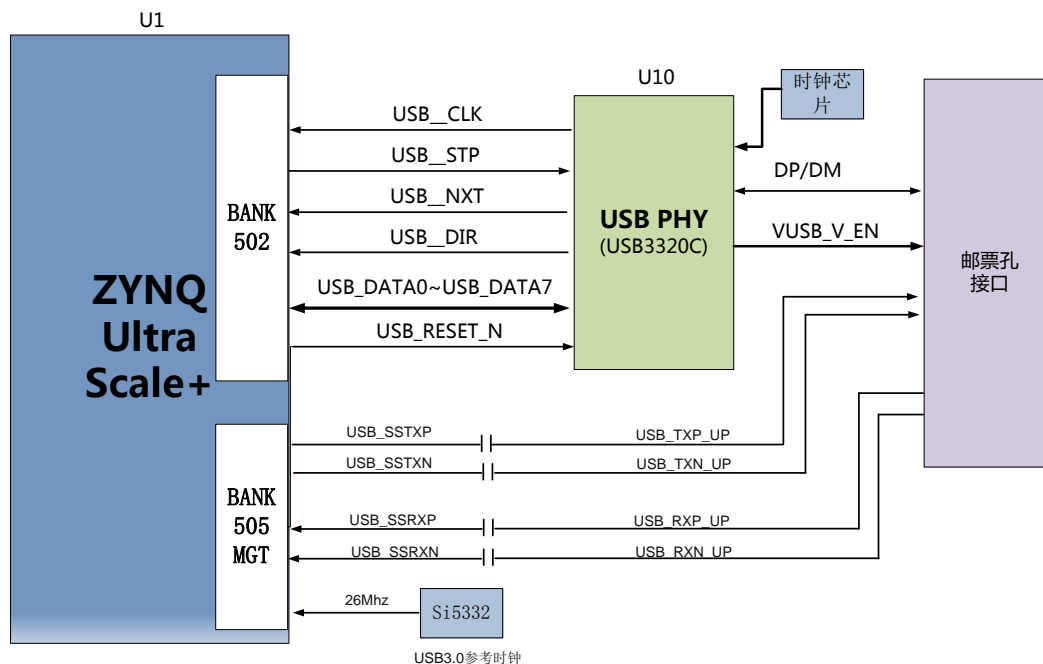 U1
U10
时钟芯
片
USB__CLK
USB__STP
DP/DM
USB__NXT
BANK
502
USB PHY
(USB3320C)
VUSB_V_EN
USB__DIR
邮票孔
接口
ZYNQ
Ultra
Scale+
USB_DATA0~USB_DATA7
USB_RESET_N
USB_SSTXP
USB_TXP_UP
USB_SSTXN
USB_TXN_UP
BANK
505
MGT
USB_SSRXP
USB_RXP_UP
USB_SSRXN
USB_RXN_UP
26Mhz
Si5332
USB3.0参考时钟